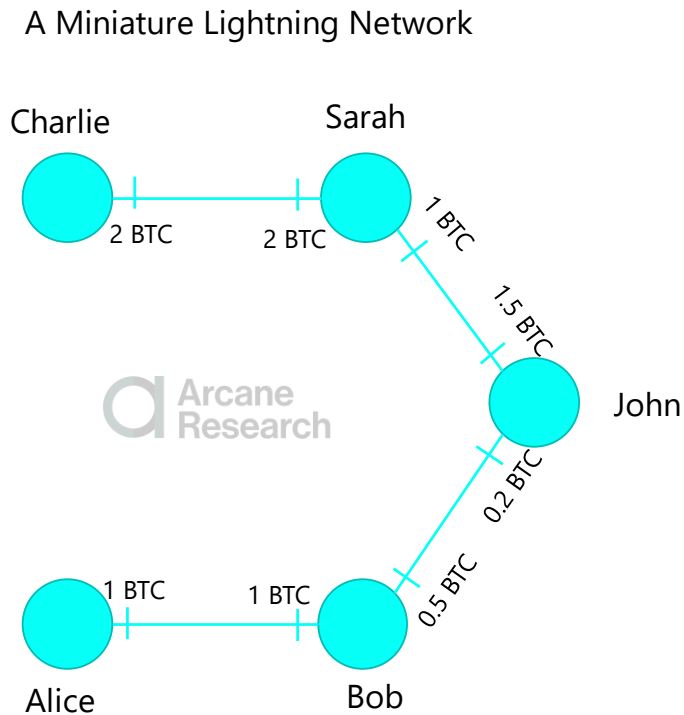 A Miniature Lightning Network
Charlie
Sarah
2 BTC
2 BTC
1 BTC
1.5 BTC
Arcane
Research
John
0.2 BTC
0.5 BTC
1 BTC
1 BTC
Alice
Bob